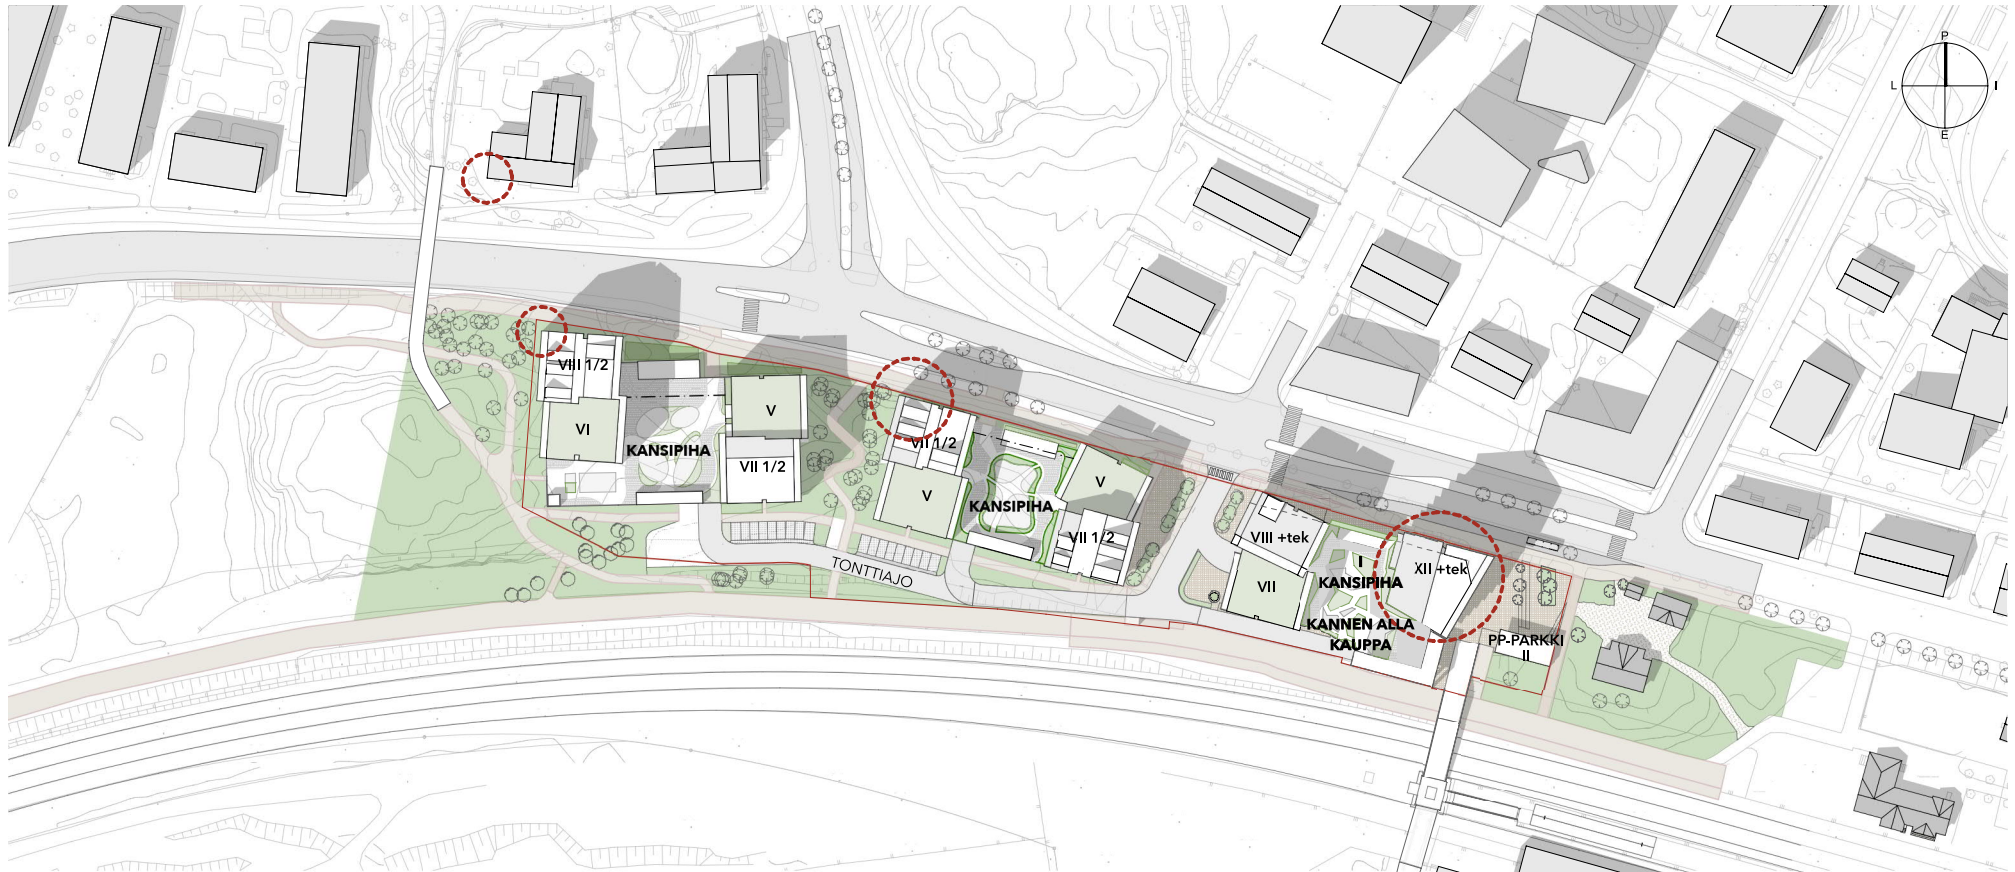 P
L I
E
VIII 1/2
VI
KANSIPIHA
V
VII 1/2
VII 1/2
V
KANSIPIHA
V
VII 1/2
TONTTIAJO
VIII +tek
VII
I
KANSIPIHA
KANNEN ALLA
KAUPPA
XII +tek
PP-PARKKI
II